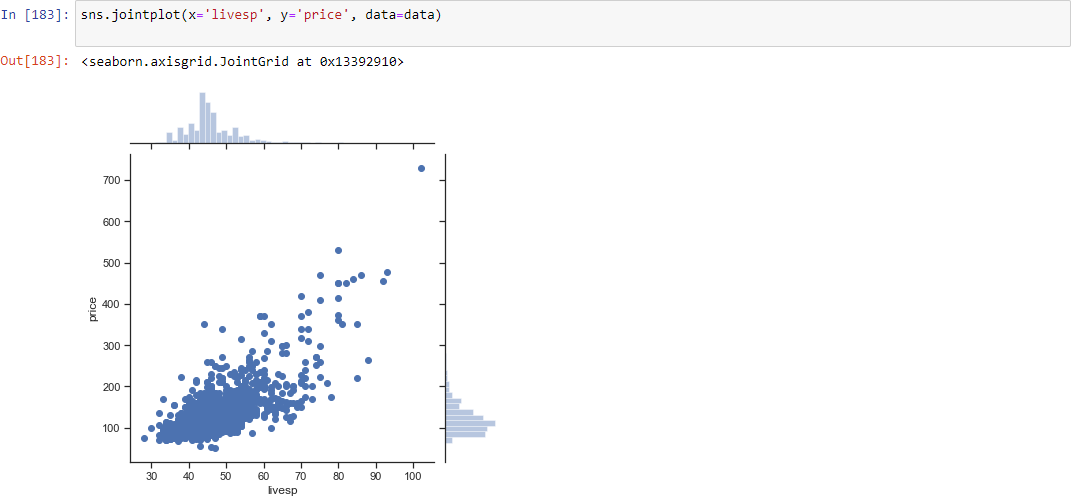 In [183]: sns.jointplot(x='livesp', y='price', data=data)
Out[183]: <seaborn.axisgrid.JointGrid at 0x13392910>
700
600
500
400
300
200
100
price
30 40 50 60 70 80 90 100
livesp